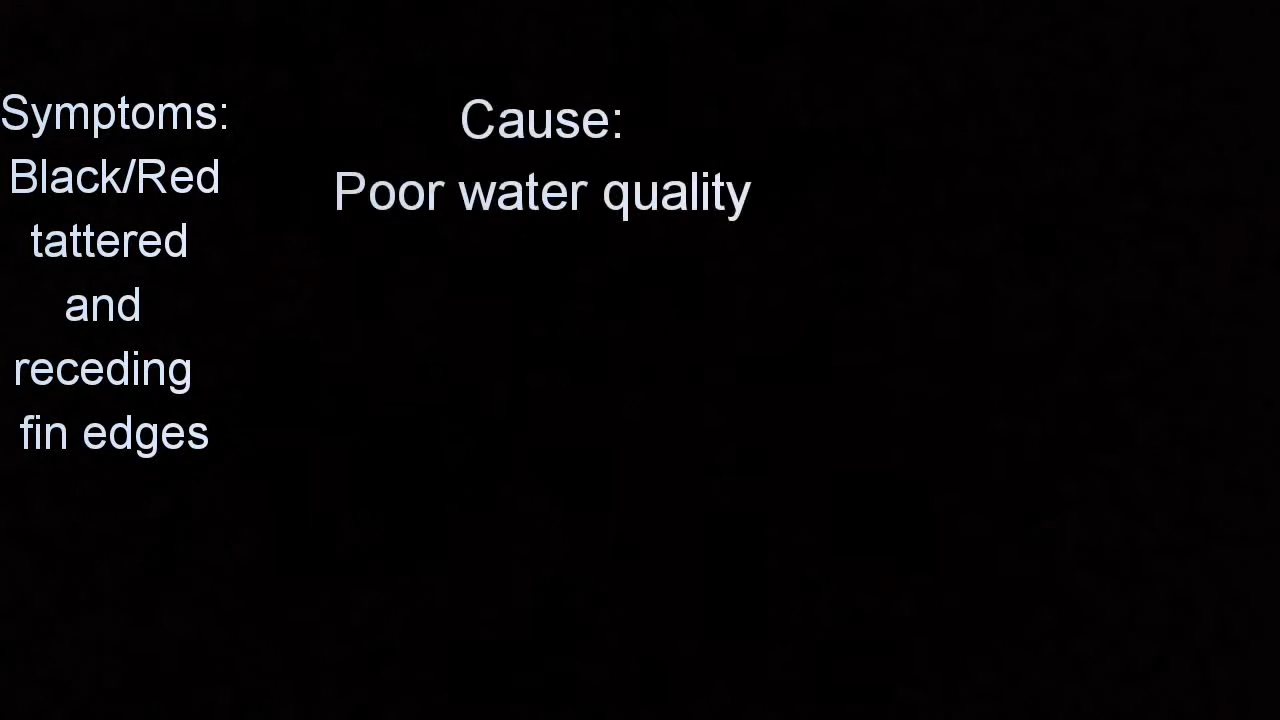 Symptoms:
Black/Red
tattered
and
receding
fin edges
Cause:
Poor water quality